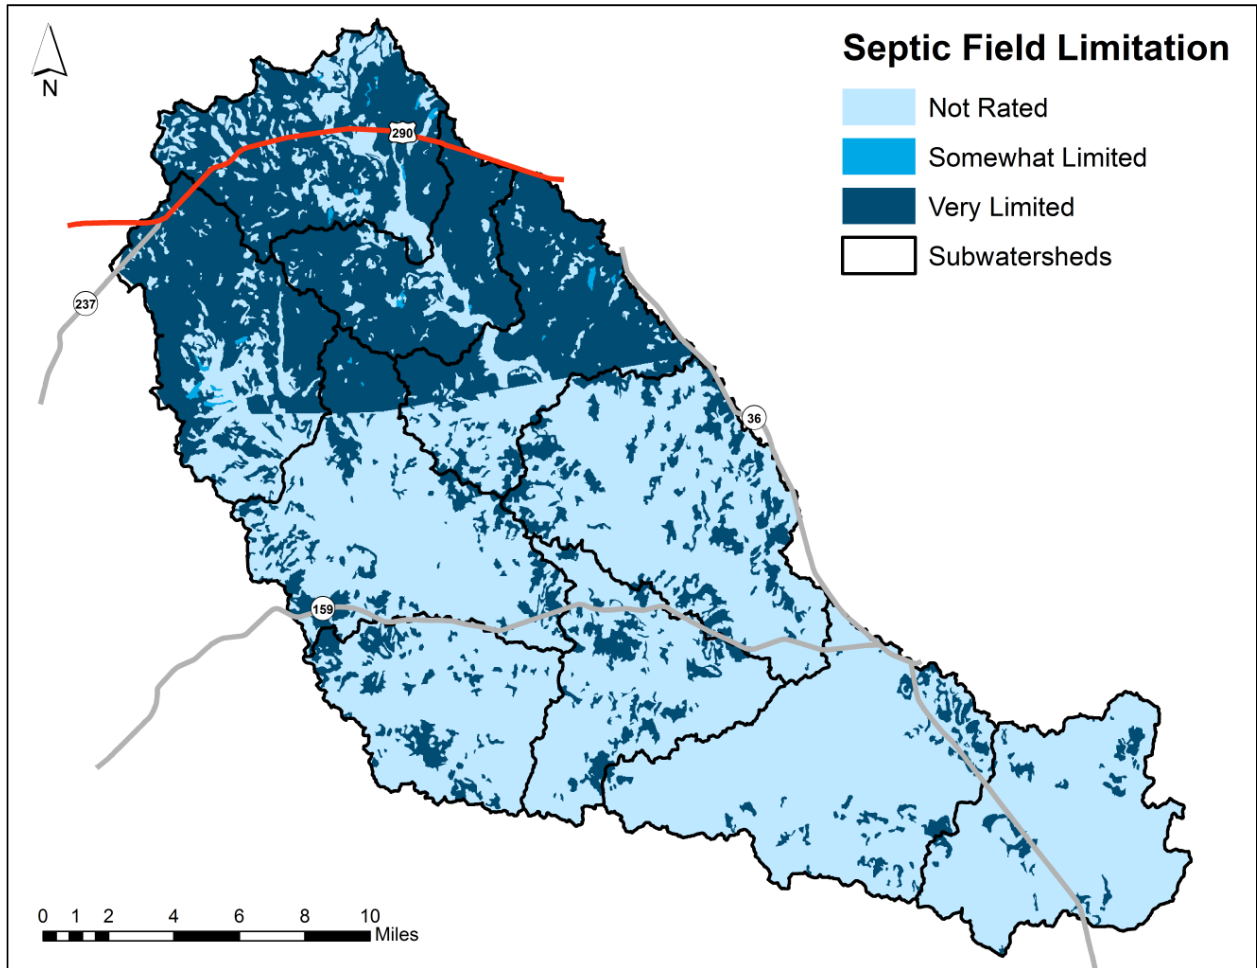 Septic Field Limitation
Not Rated
Somewhat Limited
Very Limited
Subwatersheds
N
290
237
36
159
0 1 2 4 6 8 10
Miles